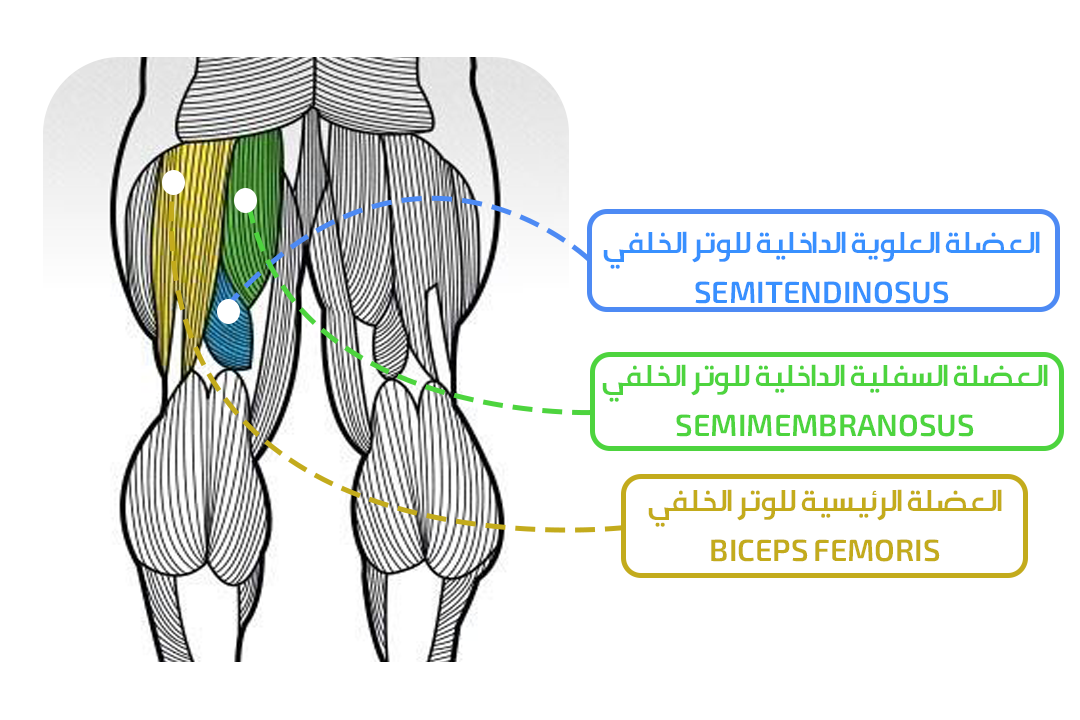 العضلة العلوية الداخلية للوتر الخلفي
SEMITENDINOSUS
العضلة السفلية الداخلية للوتر الخلفي
SEMIMEMBRANOSUS
العضلة الرئيسية للوتر الخلفي
BICEPS FEMORIS